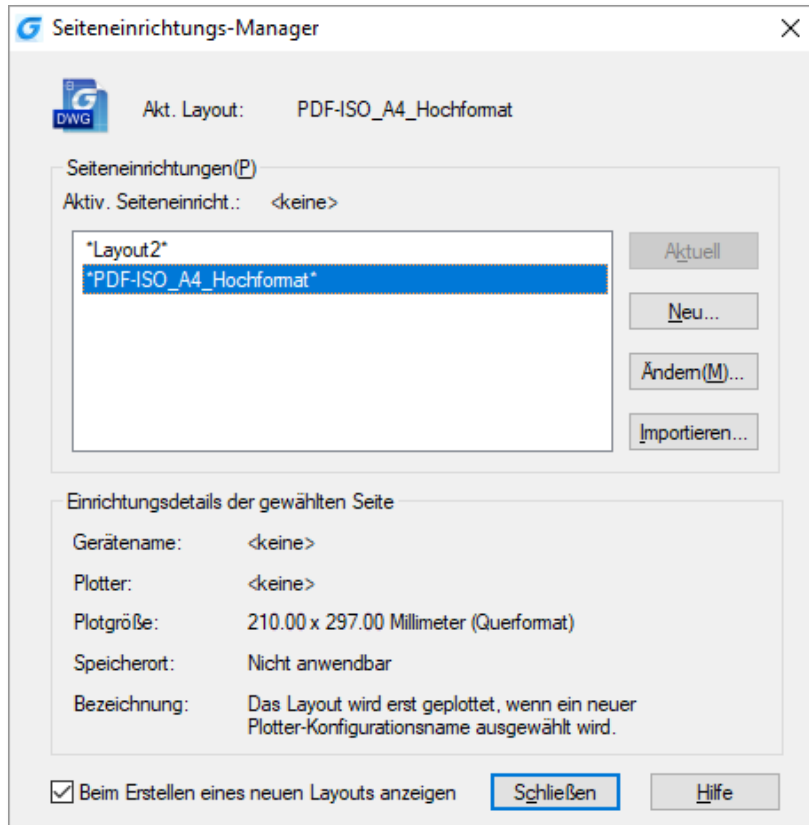 Seiteneinrichtungs-Manager
DWG
Akt. Layout: PDF-ISO_A4_Hochformat
Seiteneinrichtungen(P)
Aktiv. Seiteneinricht.: <keine>
*Layout2*
*PDF-ISO_A4_Hochformat*
Aktuell
Neu...
Ändern(M)...
Importieren...
Einrichtungsdetails der gewählten Seite
Gerätename: <keine>
Plotter: <keine>
Plotgröße: 210.00 x 297.00 Millimeter (Querformat)
Speicherort: Nicht anwendbar
Bezeichnung: Das Layout wird erst geplottet, wenn ein neuer
Plotter-Konfigurationsname ausgewählt wird.
Beim Erstellen eines neuen Layouts anzeigen
Schließen
Hilfe